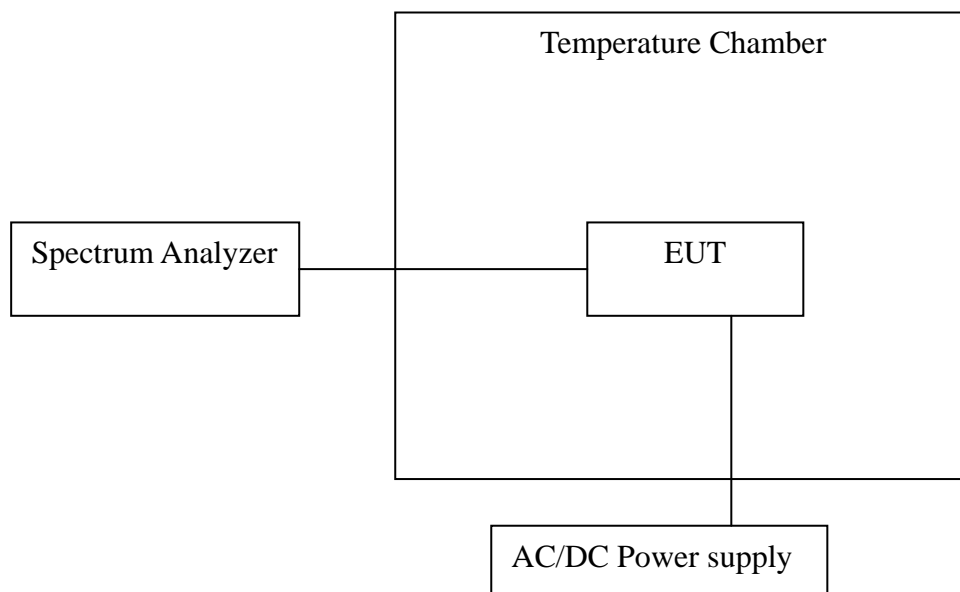 Temperature Chamber
Spectrum Analyzer
EUT
AC/DC Power supply